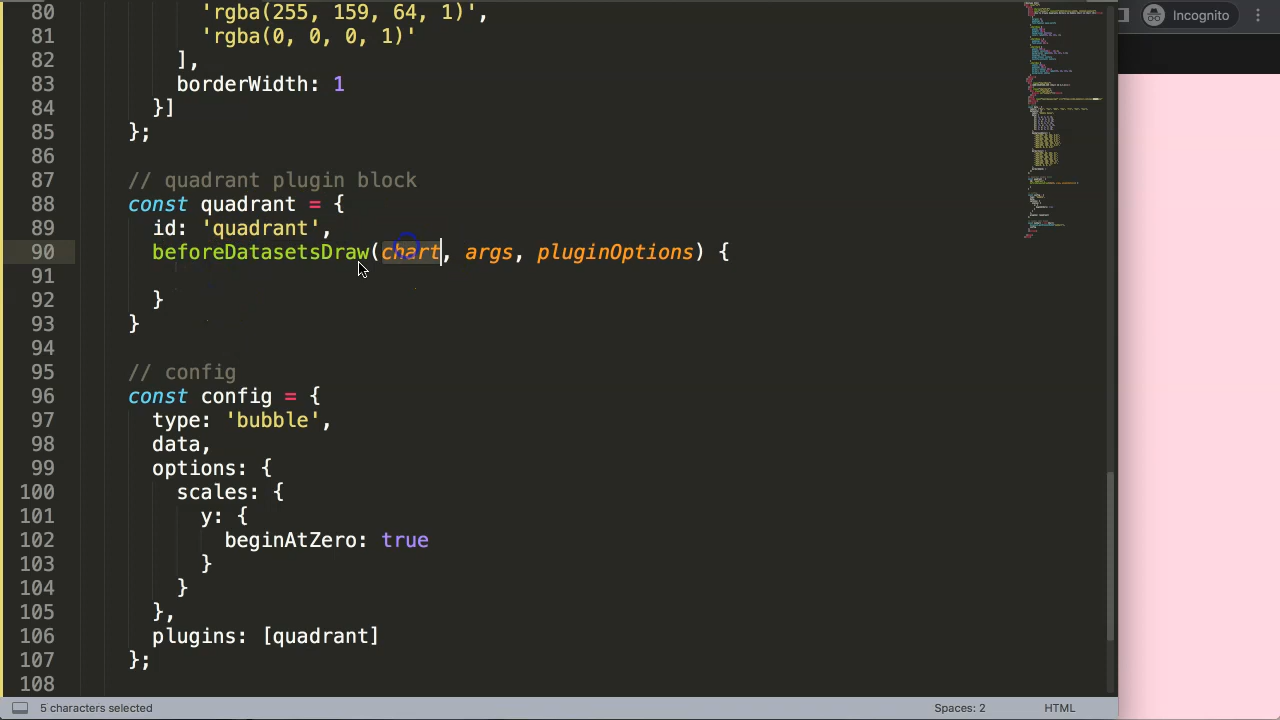 80 'rgba(255, 159, 64, 1)',
81 'rgba(0, 0, 0, 1)'
82 ],
83 borderWidth: 1
84 }]
85 };
86
87 // quadrant plugin block
88 const quadrant = {
89 id: 'quadrant',
90 beforeDatasetsDraw(chart, args, pluginOptions) {
91
92 }
93 }
94
95 // config
96 const config = {
97 type: 'bubble',
98 data,
99 options: {
100 scales: {
101 y: {
102 beginAtZero: true
103 }
104 }
105 },
106 plugins: [quadrant]
107 };
108
Incognito
5 characters selected
Spaces: 2
HTML